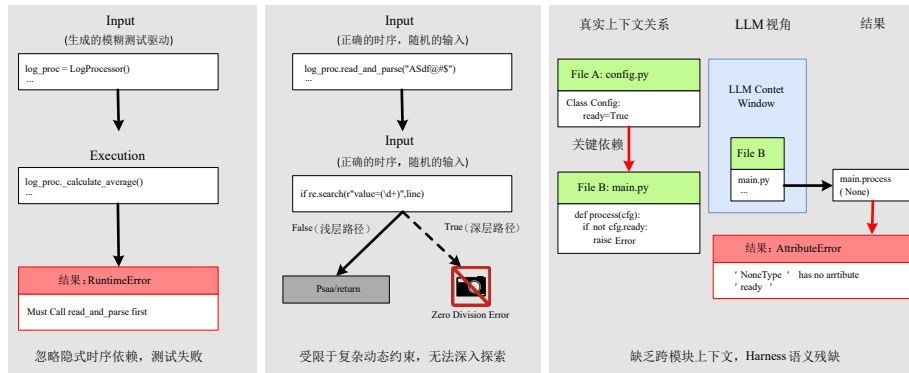 Input
(生成的模糊测试驱动)
log_proc = LogProcessor()
...
Execution
log_proc._calculate_average()
...
结果:RuntimeError
Must Call read_and_parse first
忽略隐式时序依赖，测试失败
Input
(正确的时序，随机的输入)
log_proc.read_and_parse("ASdf@#$")
...
Input
(正确的时序，随机的输入)
if re.search(r"value=(\d+)",line)
False（浅层路径）
True（深层路径）
Psaa/return
Zero Division Error
受限于复杂动态约束，无法深入探索
真实上下文关系
File A: config.py
Class Config:
ready=True
关键依赖
File B: main.py
def process(cfg):
if not cfg.ready:
raise Error
LLM 视角
LLM Contet
Window
File B
main.py
...
结果
main.process
( None)
结果: AttributeError
' NoneType ' has no arrtibute
' ready '
缺乏跨模块上下文，Harness 语义残缺